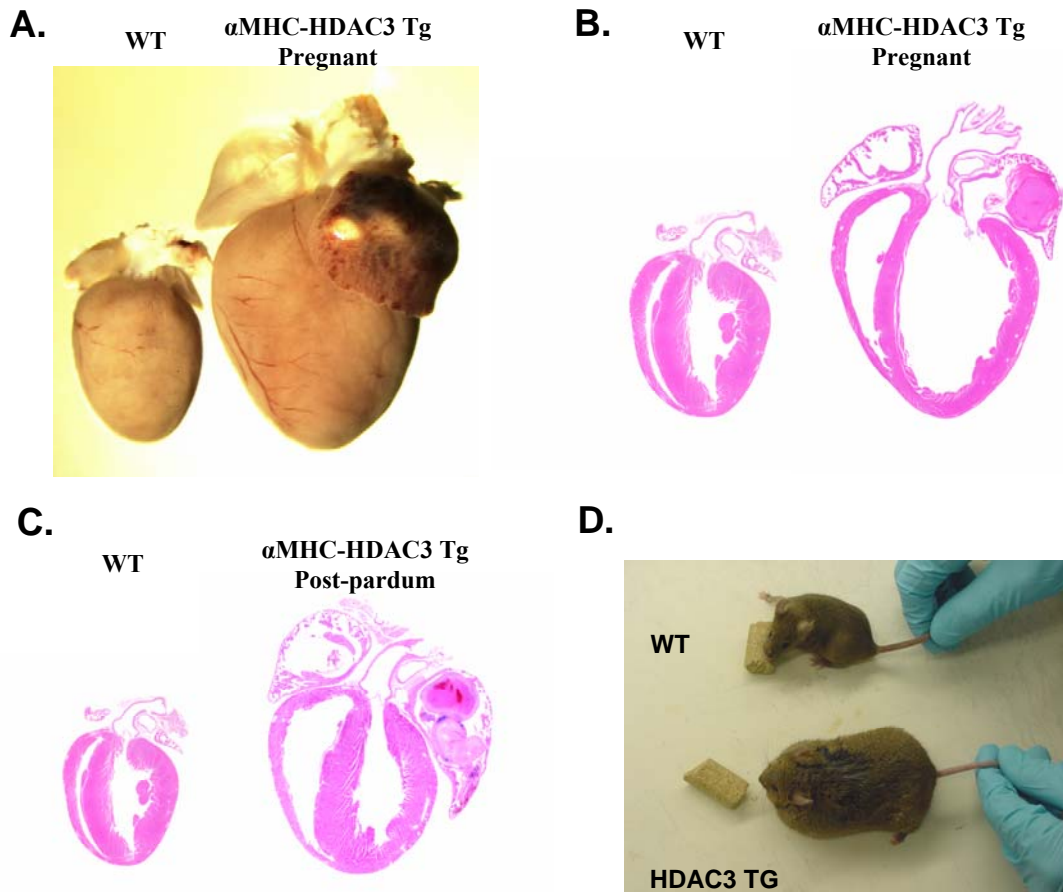 A.
WT
αMHC-HDAC3 Tg
Pregnant
B.
WT
αMHC-HDAC3 Tg
Pregnant
C.
WT
αMHC-HDAC3 Tg
Post-pardum
D.
WT
HDAC3 TG